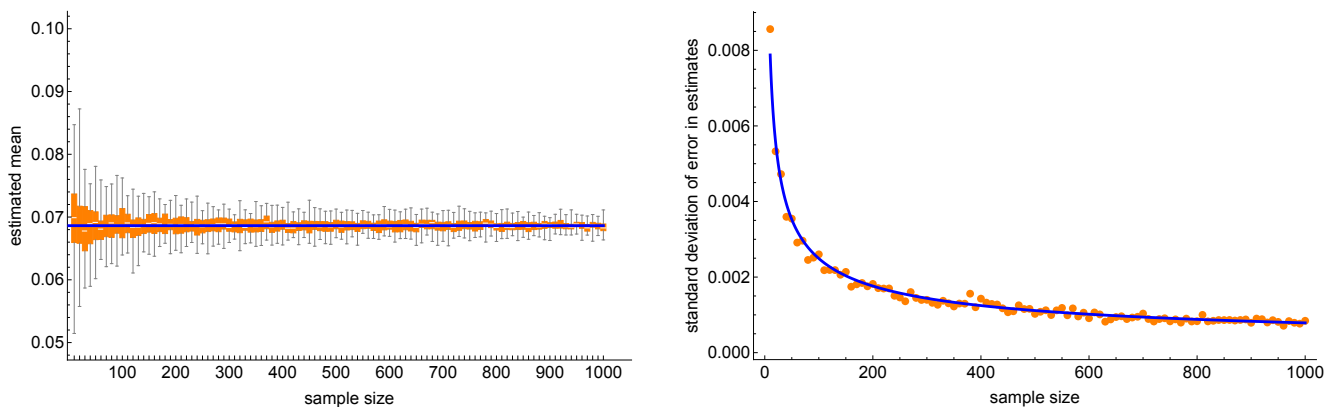 0.10
0.09
0.08
0.07
0.06
0.05
estimated mean
100 200 300 400 500 600 700 800 900 1000
sample size
0.008
0.006
0.004
0.002
0.000
standard deviation of error in estimates
0 200 400 600 800 1000
sample size